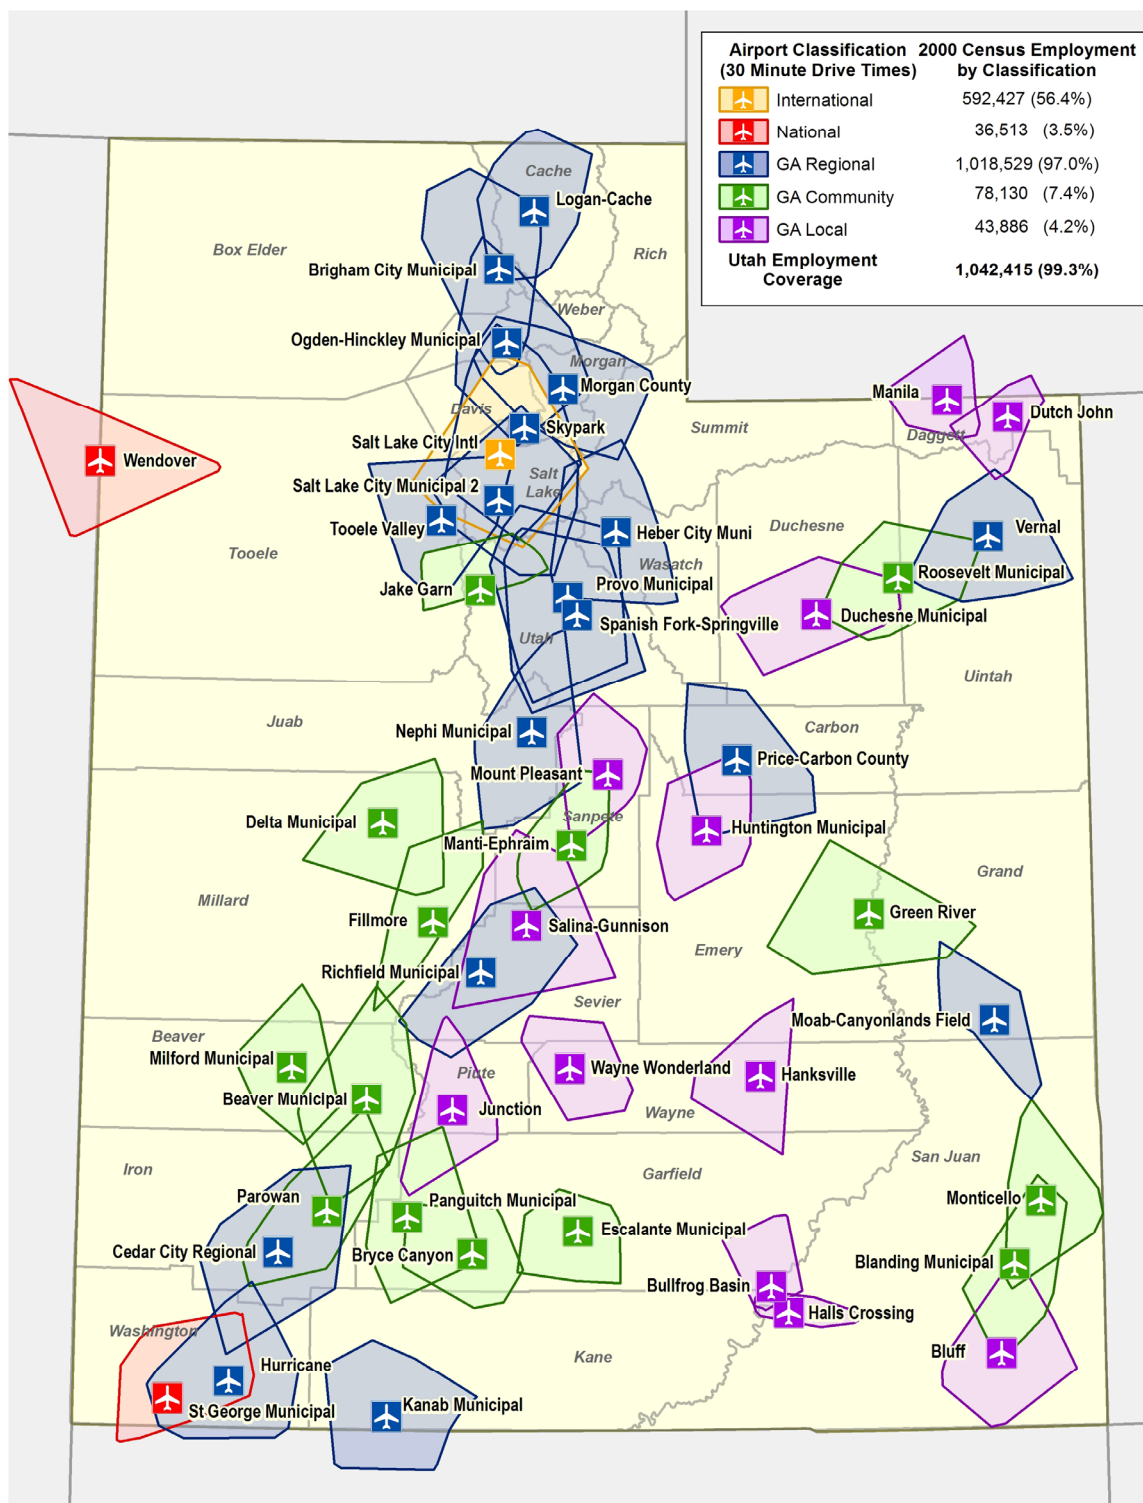 Airport Classification 2000 Census Employment
(30 Minute Drive Times) by Classification
International 592,427 (56.4%)
National 36,513 (3.5%)
GA Regional 1,018,529 (97.0%)
GA Community 78,130 (7.4%)
GA Local 43,886 (4.2%)
Utah Employment
Coverage 1,042,415 (99.3%)
Cache
Logan-Cache
Box Elder
Rich
Brigham City Municipal
Weber
Ogden-Hinckley Municipal
Morgan
Morgan County
Manila
Dutch John
Davis
Skypark
Summit
Daggett
Salt Lake City Intl
Wendover
Salt
Lake
Salt Lake City Municipal 2
Tooele Valley
Heber City Muni
Duchesne
Vernal
Tooele
Wasatch
Roosevelt Municipal
Jake Garn
Provo Municipal
Duchesne Municipal
Spanish Fork-Springville
Utah
Uintah
Juab
Nephi Municipal
Carbon
Price-Carbon County
Mount Pleasant
Delta Municipal
Sanpete
Huntington Municipal
Manti-Ephraim
Grand
Millard
Green River
Fillmore
Salina-Gunnison
Emery
Richfield Municipal
Sevier
Moab-Canyonlands Field
Beaver
Milford Municipal
Wayne Wonderland
Hanksville
Piute
Beaver Municipal
Junction
Wayne
Iron
Garfield
San Juan
Parowan
Panguitch Municipal
Monticello
Escalante Municipal
Cedar City Regional
Bryce Canyon
Blanding Municipal
Bullfrog Basin
Halls Crossing
Washington
Kane
Bluff
Hurricane
St George Municipal
Kanab Municipal